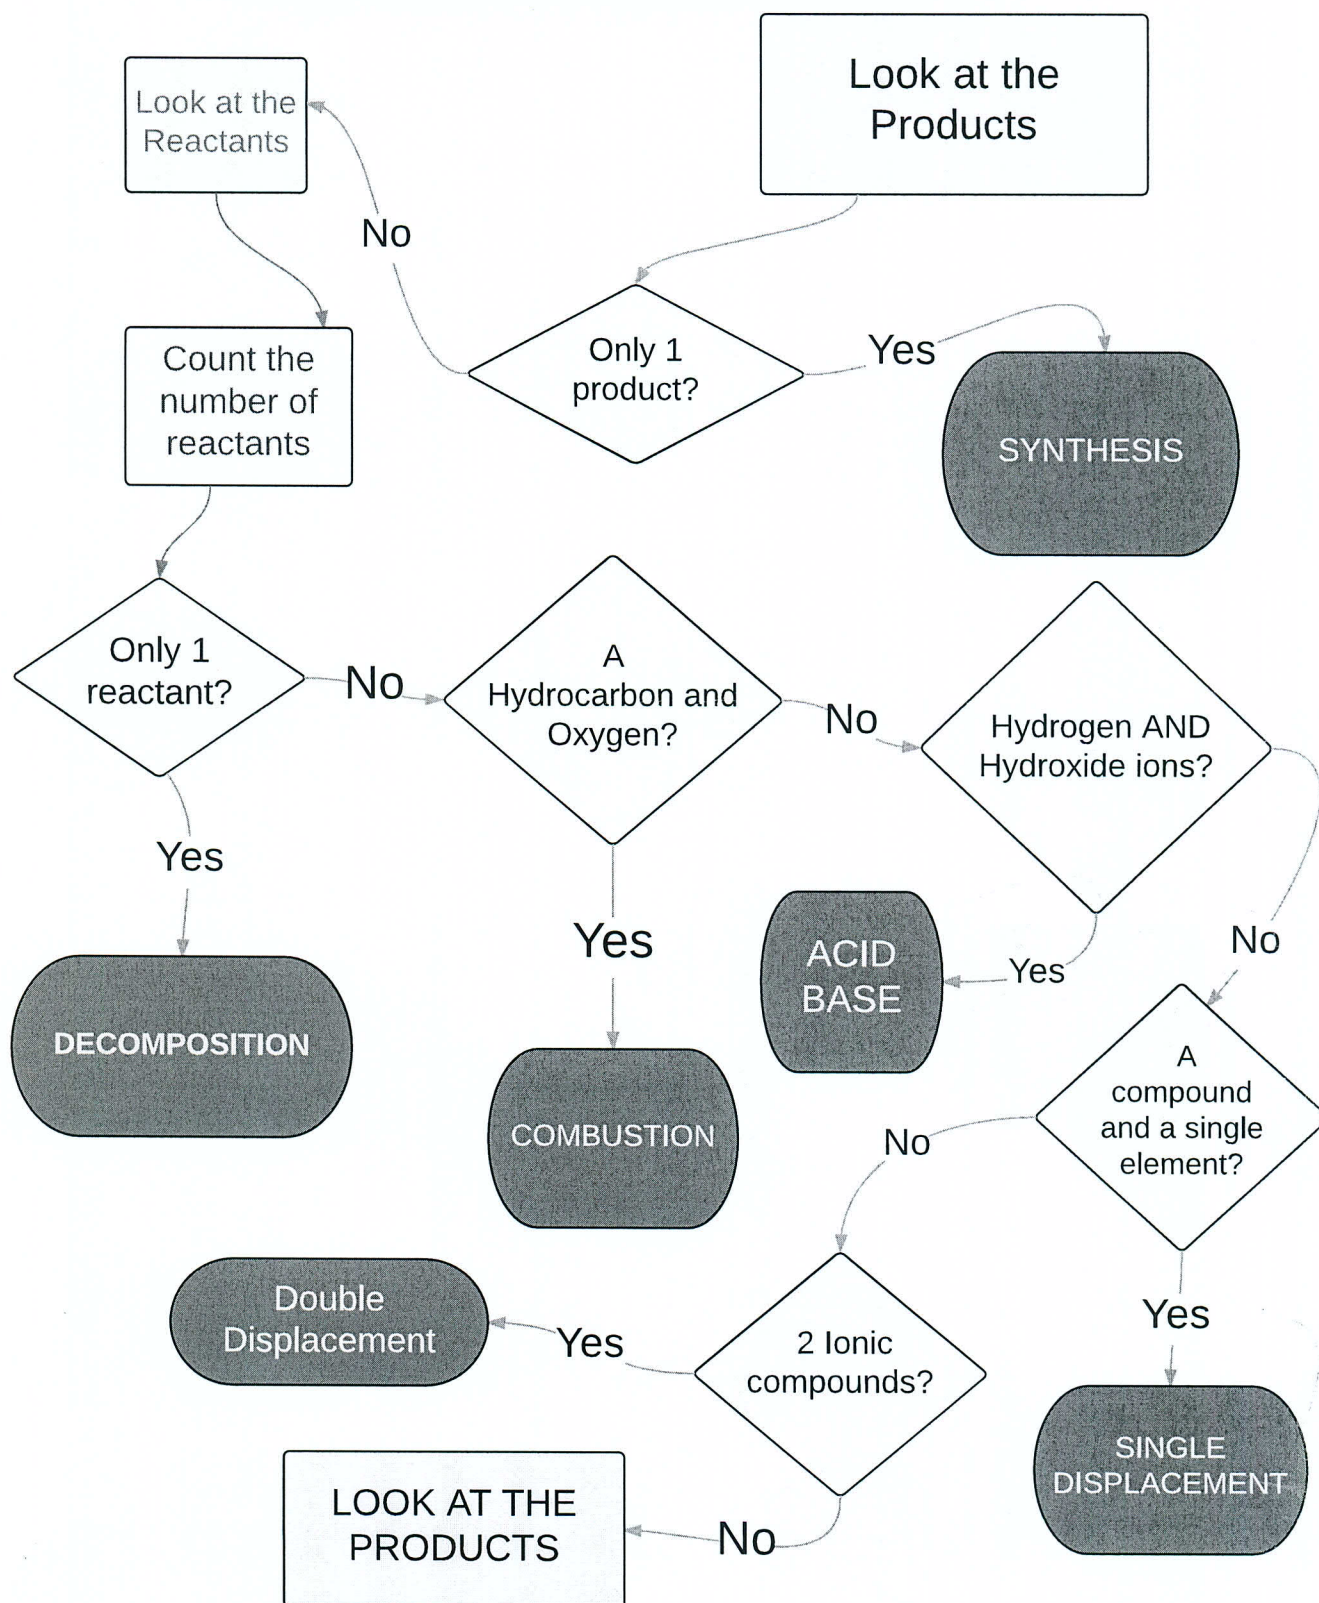 Look at the
Products
Look at the
Reactants
No
Only 1
product?
Yes
SYNTHESIS
Count the
number of
reactants
Only 1
reactant?
No
A
Hydrocarbon and
Oxygen?
No
Hydrogen AND
Hydroxide ions?
Yes
DECOMPOSITION
Yes
COMBUSTION
ACID
BASE
Yes
No
A
compound
and a single
element?
No
Yes
SINGLE
DISPLACEMENT
2 Ionic
compounds?
Yes
Double
Displacement
No
LOOK AT THE
PRODUCTS